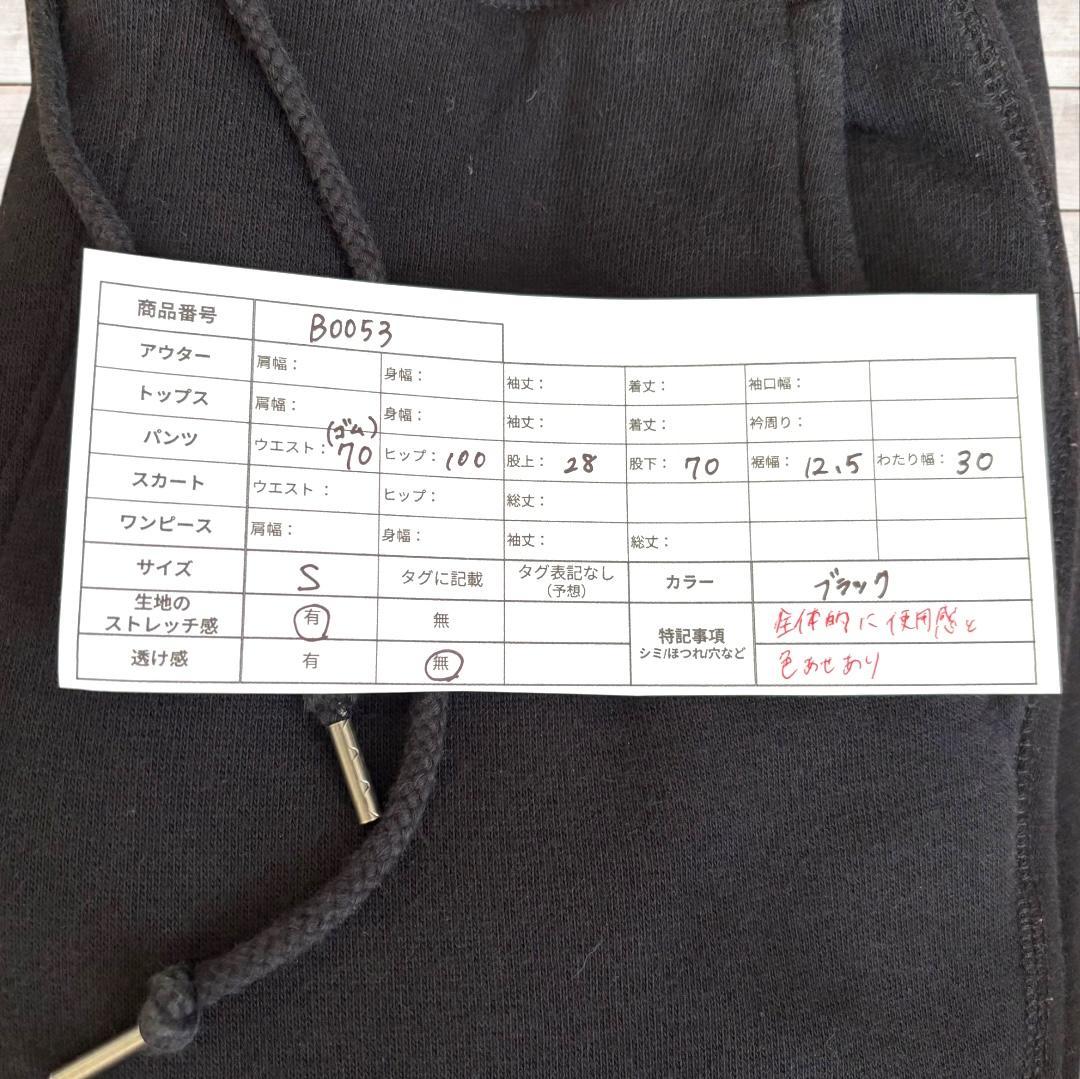 商品番号 B0053
アウター 肩幅： 身幅： 袖丈： 着丈： 袖口幅：
トップス 肩幅： 身幅： 袖丈： 着丈： 衿周り：
パンツ ウエスト：(ゴム)70 ヒップ：100 股上：28 股下：70 裾幅：12.5 わたり幅：30
スカート ウエスト： ヒップ： 総丈：
ワンピース 肩幅： 身幅： 袖丈： 総丈：
サイズ S タグに記載 タグ表記なし(予想) カラー ブラック
生地のストレッチ感 有 無 特記事項 シミ/ほつれ/穴など 全体的に使用感と
透け感 有 無 色あせあり